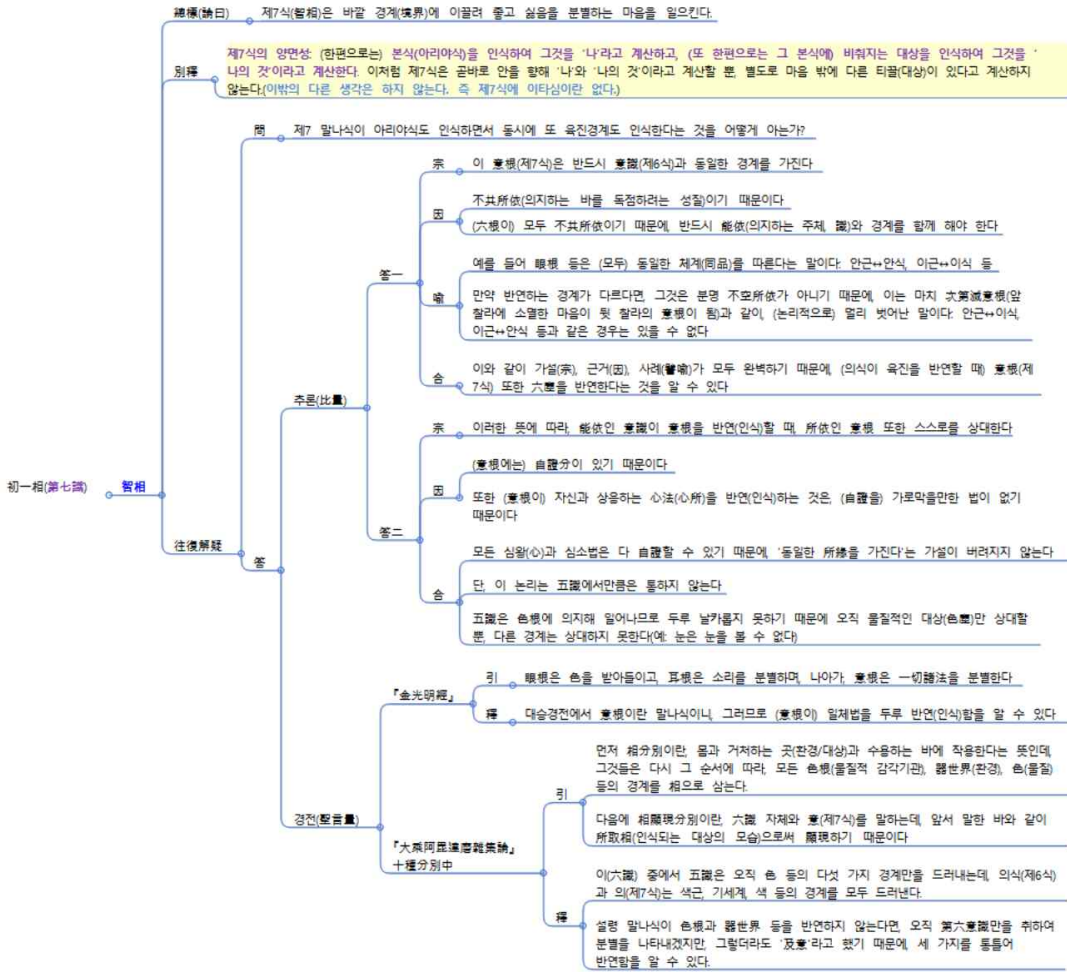 總標(論曰)
제7식(智相)은 바깥 경계(境界)에 이끌려 좋고 싫음을 분별하는 마음을 일으킨다.
別釋
제7식의 양면성: (한편으로는) 본식(아리야식)을 인식하여 그것을 '나'라고 계산하고, (또 한편으로는 그 본식에) 비춰지는 대상을 인식하여 그것을 '
나의 것'이라고 계산한다. 이처럼 제7식은 곧바로 안을 향해 '나'와 '나의 것'이라고 계산할 뿐, 별도로 마음 밖에 다른 티끌(대상)이 있다고 계산하지
않는다.(이밖의 다른 생각은 하지 않는다. 즉 제7식에 이타심이란 없다.)
問
제7 말나식이 아리야식도 인식하면서 동시에 또 육진경계도 인식한다는 것을 어떻게 아는가?
宗
이 意根(제7식)은 반드시 意識(제6식)과 동일한 경계를 가진다
因
不共所依(의지하는 바를 독점하려는 성질)이기 때문이다
(六根이) 모두 不共所依이기 때문에, 반드시 能依(의지하는 주체, 識)와 경계를 함께 해야 한다
答一
喻
예를 들어 眼根 등은 (모두) 동일한 체계(同品)를 따른다는 말이다: 안근↔안식, 이근↔이식 등
만약 반연하는 경계가 다르다면, 그것은 분명 不空所依가 아니기 때문에, 이는 마치 次第滅意根(앞
찰라에 소멸한 마음이 뒷 찰라의 意根이 됨)과 같이, (논리적으로) 멀리 벗어난 말이다: 안근↔이식,
이근↔안식 등과 같은 경우는 있을 수 없다
合
이와 같이 가설(宗), 근거(因), 사례(譬喻)가 모두 완벽하기 때문에, (의식이 육진을 반연할 때) 意根(제
7식) 또한 六塵을 반연한다는 것을 알 수 있다
추론(比量)
宗
이러한 뜻에 따라, 能依인 意識이 意根을 반연(인식)할 때, 所依인 意根 또한 스스로를 상대한다
因
(意根에는) 自證分이 있기 때문이다
또한 (意根이) 자신과 상응하는 心法(心所)을 반연(인식)하는 것은, (自證을) 가로막을만한 법이 없기
때문이다
答二
合
모든 심왕(心)과 심소법은 다 自證할 수 있기 때문에, '동일한 所緣을 가진다'는 가설이 버려지지 않는다
단, 이 논리는 五識에서만큼은 통하지 않는다
五識은 色根에 의지해 일어나므로 두루 날카롭지 못하기 때문에 오직 물질적인 대상(色塵)만 상대할
뿐, 다른 경계는 상대하지 못한다(예: 눈은 눈을 볼 수 없다)
初一相(第七識)
智相
往復解疑
答
『金光明經』
引
眼根은 色을 받아들이고, 耳根은 소리를 분별하며, 나아가, 意根은 一切諸法을 분별한다
釋
대승경전에서 意根이란 말나식이니, 그러므로 (意根이) 일체법을 두루 반연(인식)함을 알 수 있다
경전(聖言量)
『大乘阿毘達磨雜集論』
十種分別中
引
먼저 相分別이란, 몸과 거처하는 곳(환경/대상)과 수용하는 바에 작용한다는 뜻인데,
그것들은 다시 그 순서에 따라, 모든 色根(물질적 감각기관), 器世界(환경), 色(물질)
등의 경계를 相으로 삼는다.
다음에 相顯現分別이란, 六識 자체와 意(제7식)를 말하는데, 앞서 말한 바와 같이
所取相(인식되는 대상의 모습)으로써 顯現하기 때문이다
釋
이(六識) 중에서 五識은 오직 色 등의 다섯 가지 경계만을 드러내는데, 의식(제6식)
과 의(제7식)는 색근, 기세계, 색 등의 경계를 모두 드러낸다.
설령 말나식이 色根과 器世界 등을 반연하지 않는다면, 오직 第六意識만을 취하여
분별을 나타내겠지만, 그렇더라도 '及意'라고 했기 때문에, 세 가지를 통틀어
반연함을 알 수 있다.